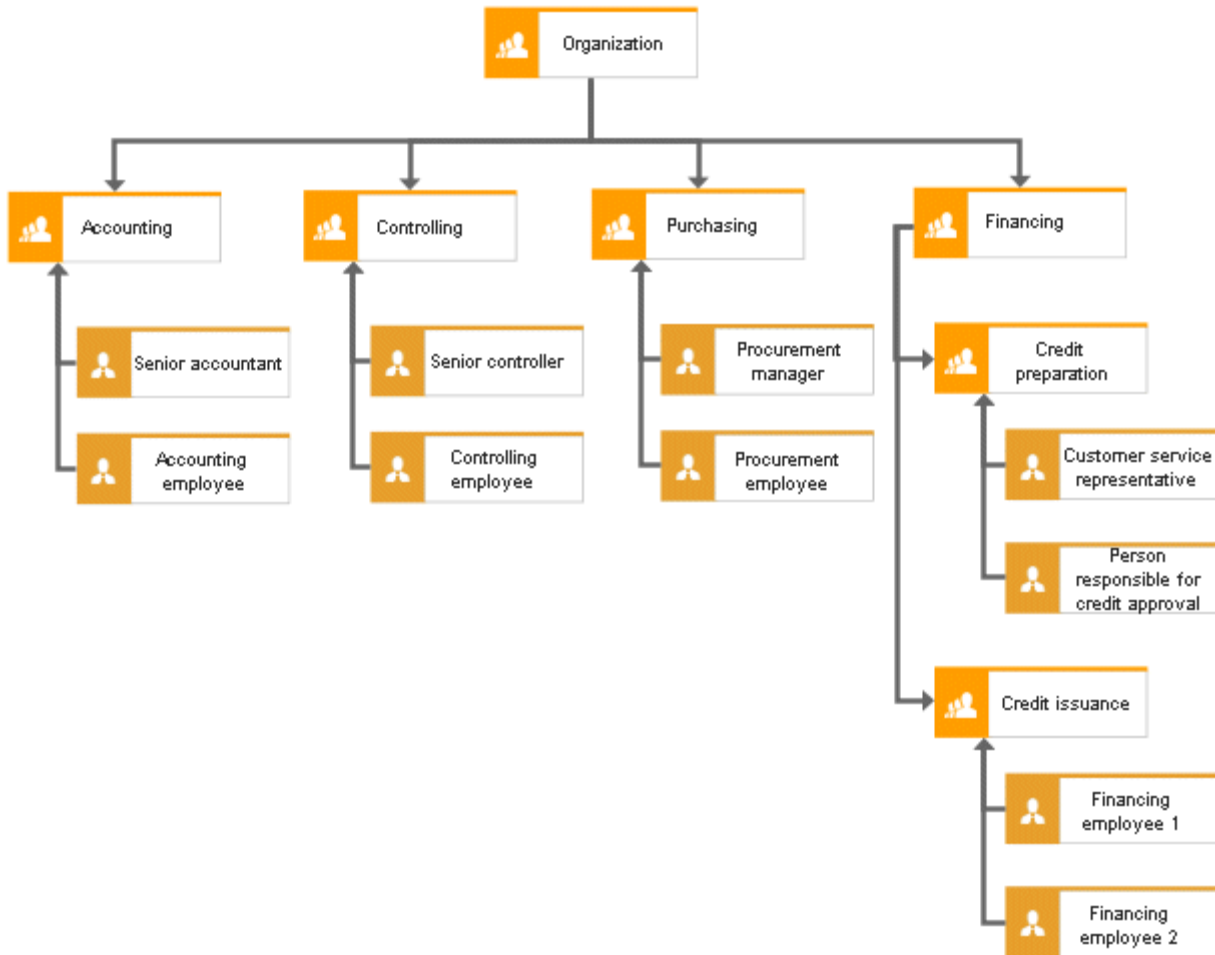 Organization
Accounting
Controlling
Purchasing
Financing
Senior accountant
Senior controller
Procurement
manager
Credit
preparation
Accounting
employee
Controlling
employee
Procurement
employee
Customer service
representative
Person
responsible for
credit approval
Credit issuance
Financing
employee 1
Financing
employee 2